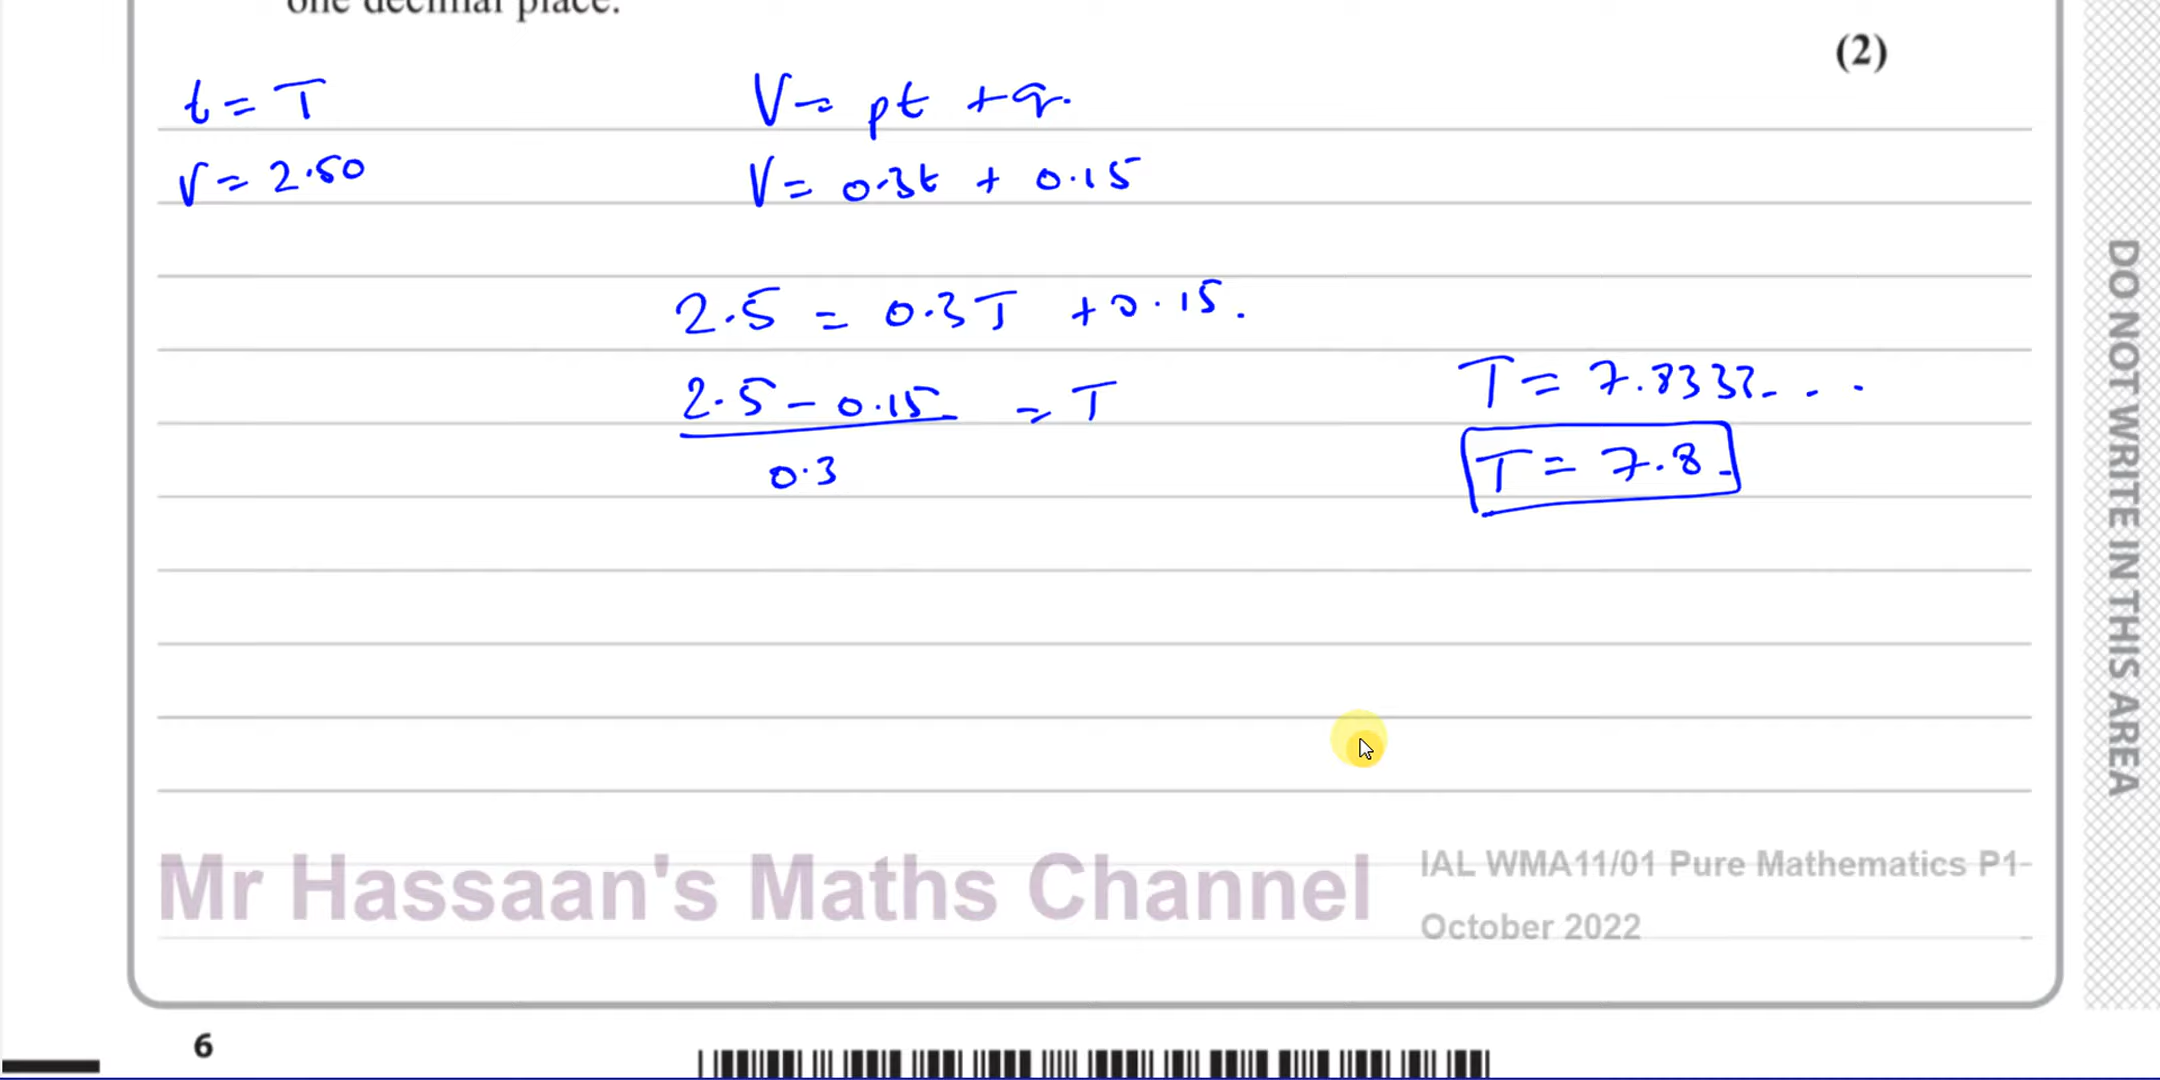 one decimal place.
(2)
t = T
V = pt + q.
V = 2.50
V = 0.3t + 0.15
2.5 = 0.3T + 0.15.
2.5 - 0.15 = T
0.3
T = 7.8333. . .
T = 7.8
Mr Hassaan's Maths Channel
IAL WMA11/01 Pure Mathematics P1-
October 2022
6
DO NOT WRITE IN THIS AREA